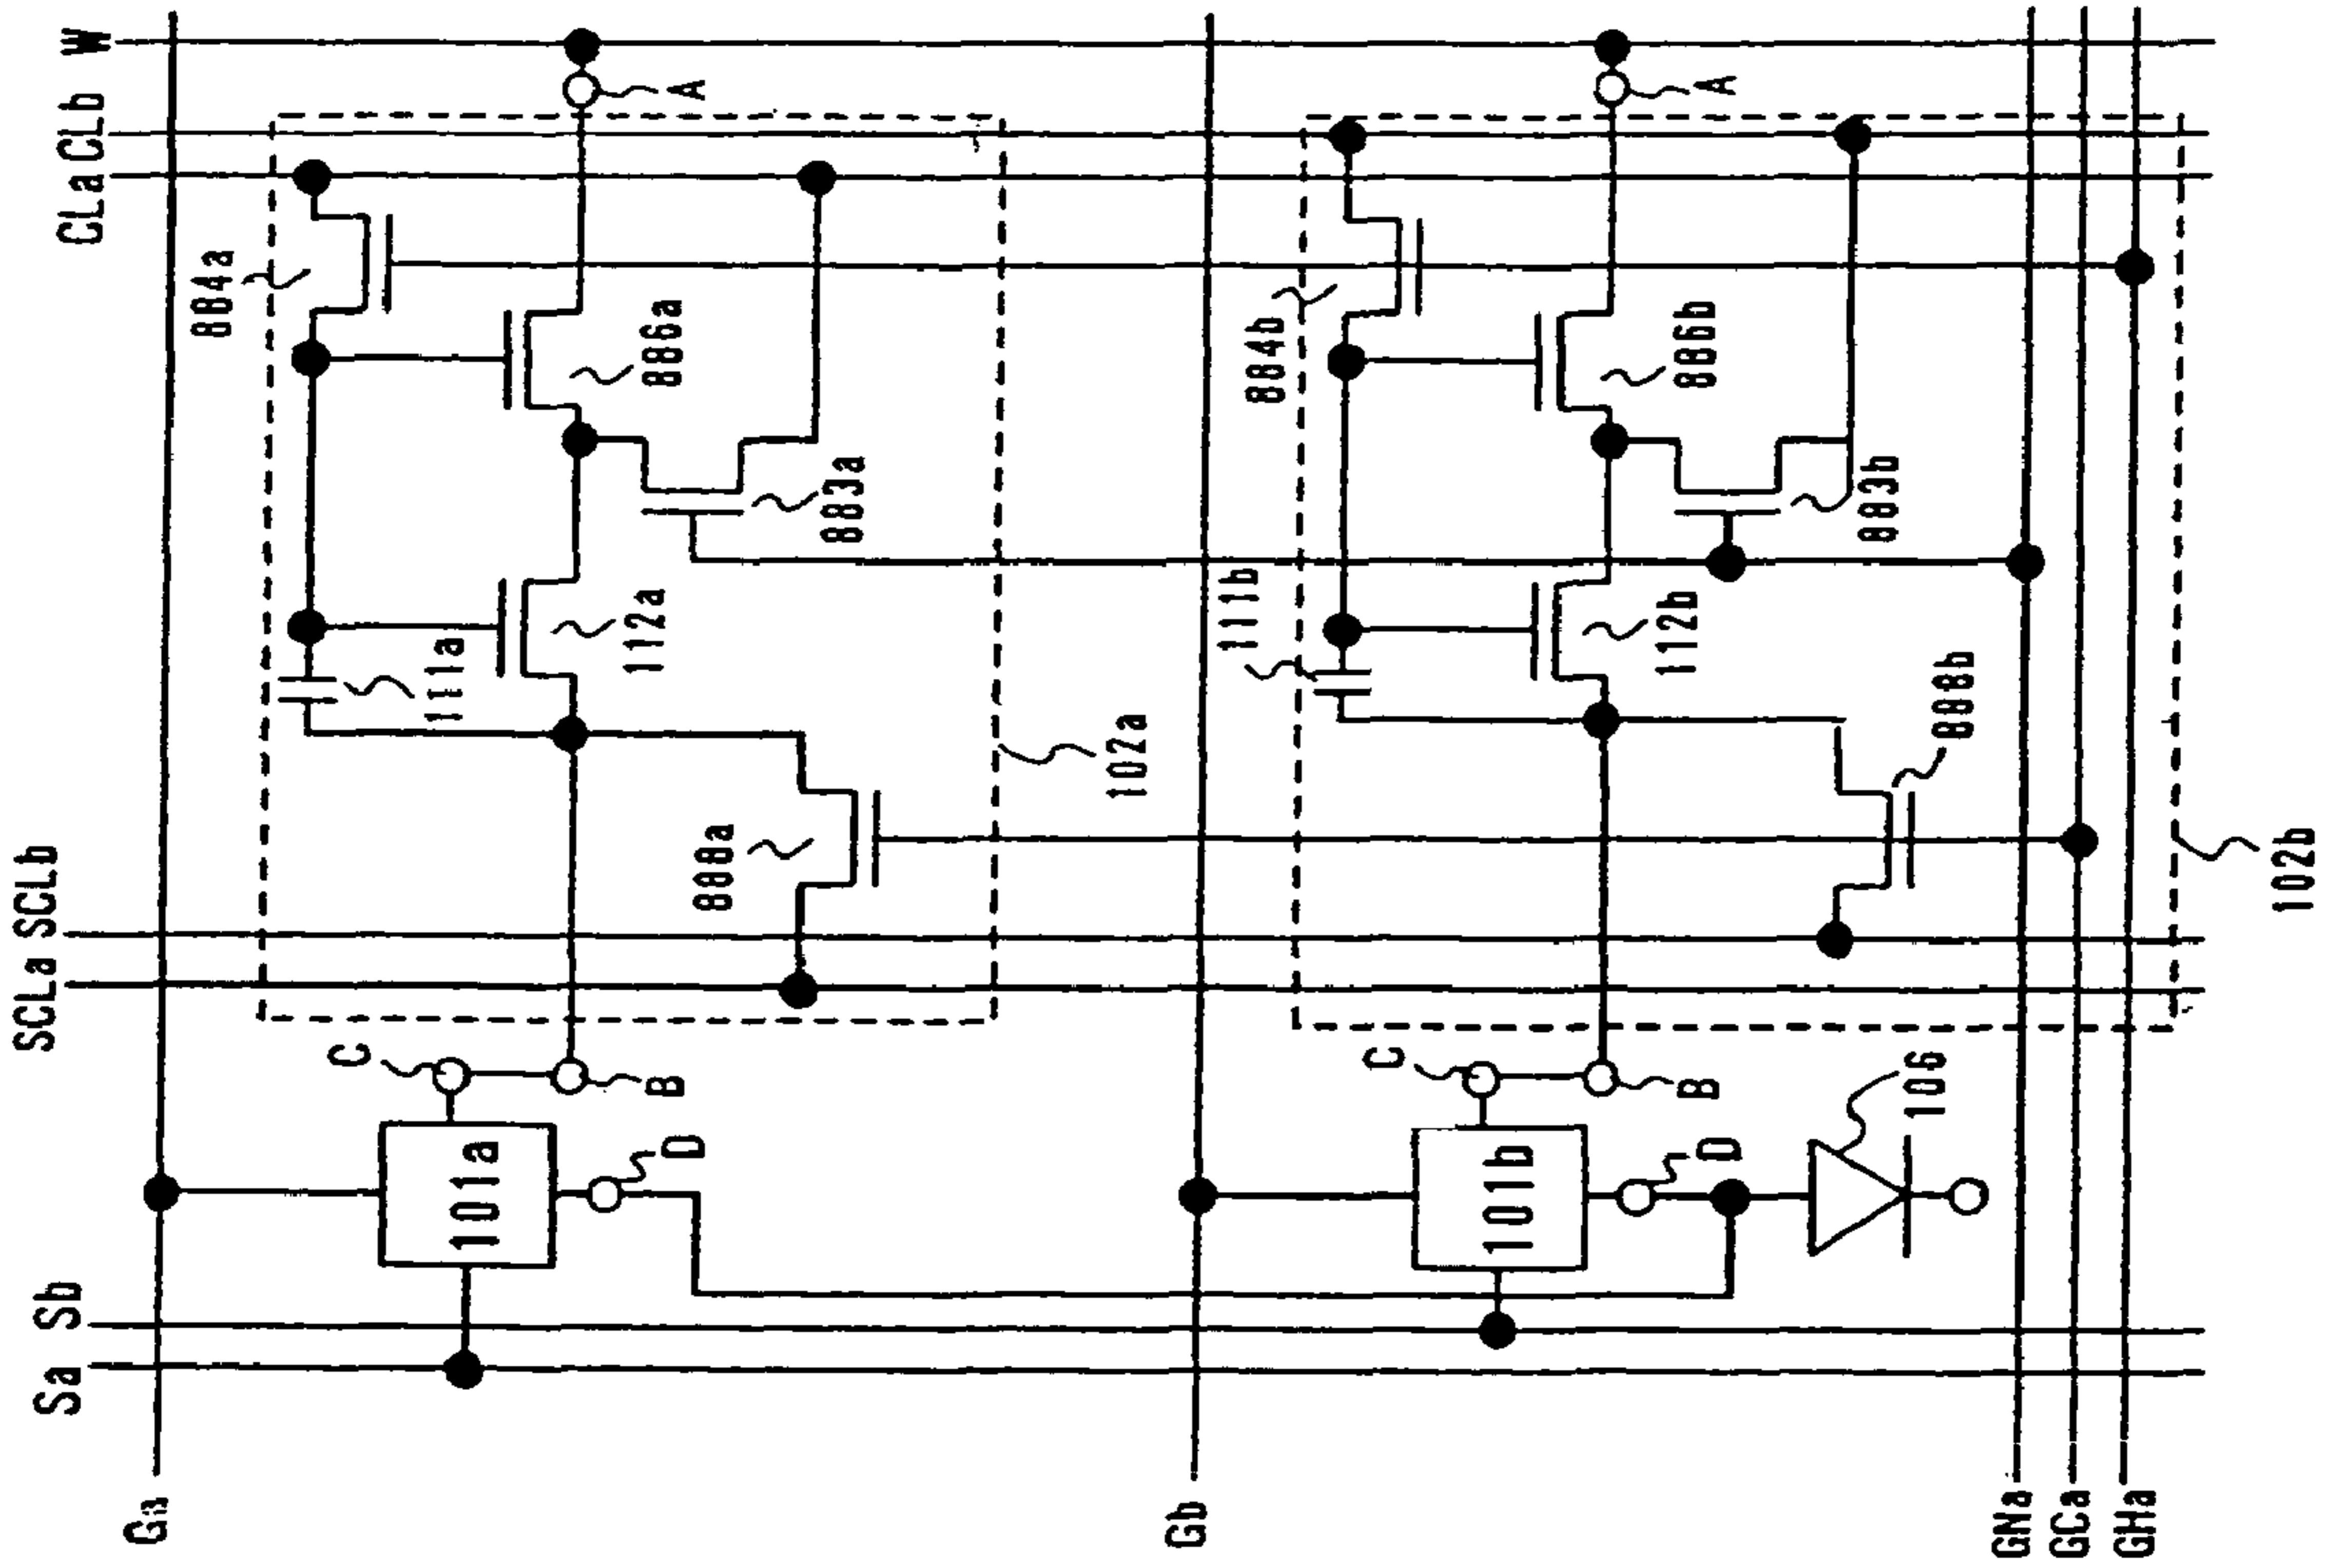 Sa Sb SCLa SCLb CLa CLb W
Ga
884a
C
111a
101a
112a
886a
D B A
888a
883a
102a
Gb
111b
884b
C
101b
112b
886b
D B A
883b
106
888b
GNa
GCa
GHa
102b